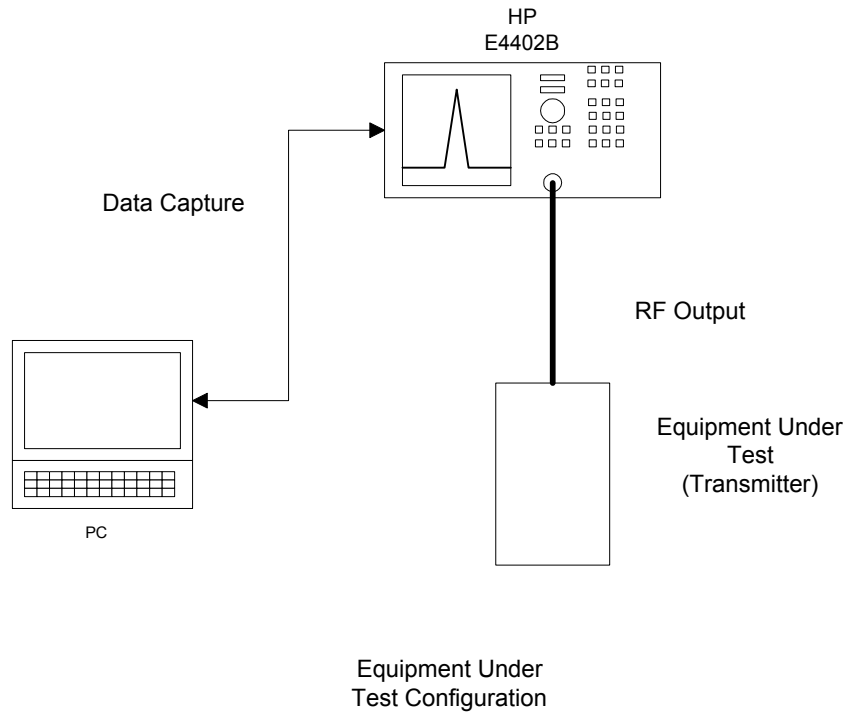 HP
E4402B
Data Capture
RF Output
Equipment Under
Test
(Transmitter)
PC
Equipment Under
Test Configuration